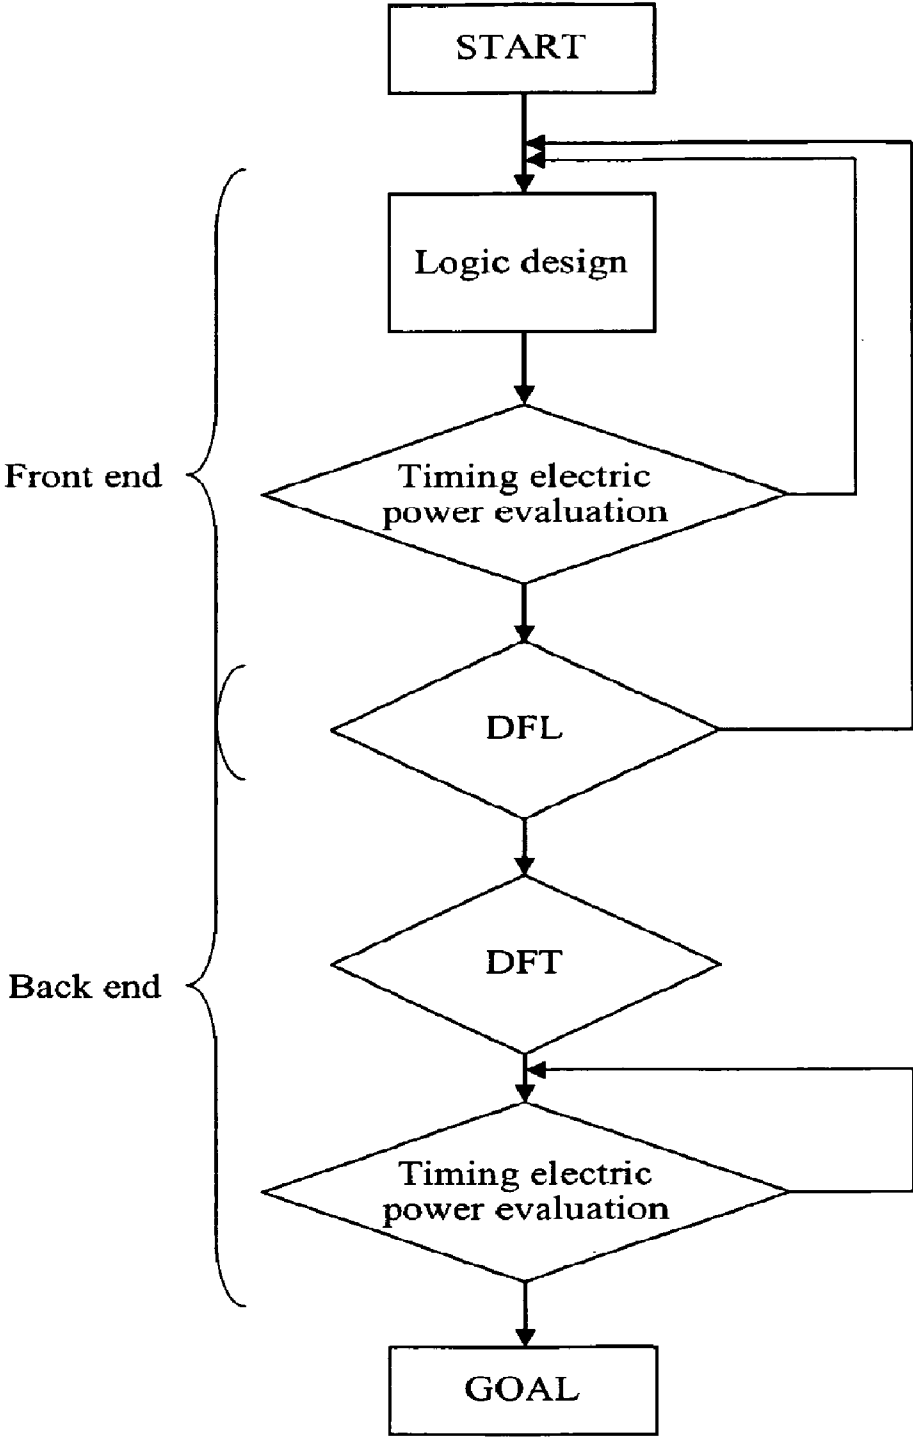 START
Logic design
Front end
Timing electric
power evaluation
DFL
DFT
Back end
Timing electric
power evaluation
GOAL